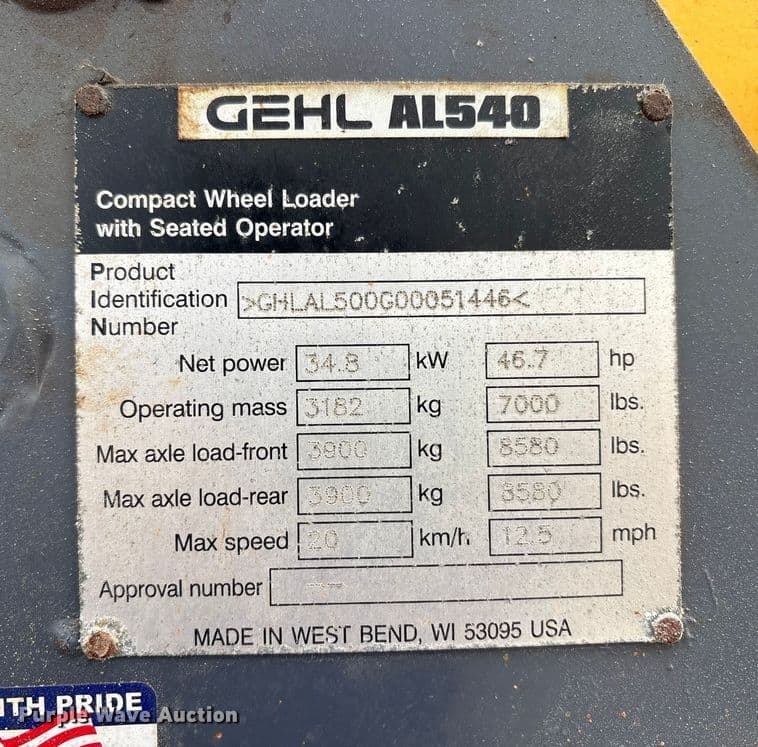 GEHL AL540
Compact Wheel Loader
with Seated Operator
Product
Identification >GHLAL500G00051446<
Number
Net power 34.8 kW 46.7 hp
Operating mass 3182 kg 7000 lbs.
Max axle load-front 3900 kg 8580 lbs.
Max axle load-rear 3900 kg 8580 lbs.
Max speed 20 km/h 12.5 mph
Approval number ---
MADE IN WEST BEND, WI 53095 USA
ITH PRIDE
Purple Wave Auction